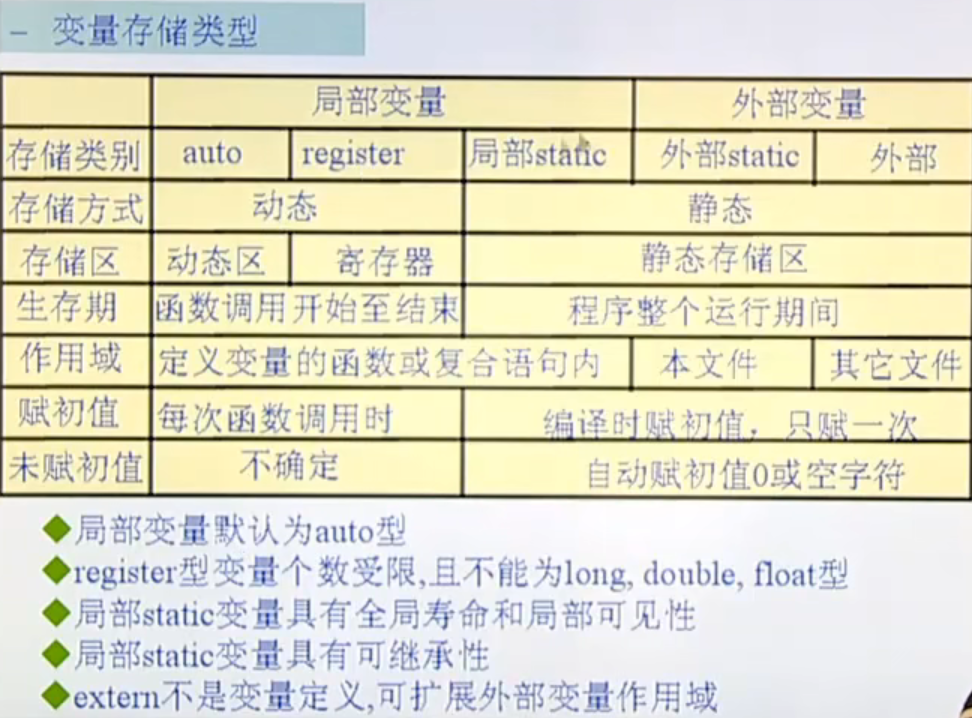 – 变量存储类型
局部变量 外部变量
存储类别 auto register 局部static 外部static 外部
存储方式 动态 静态
存储区 动态区 寄存器 静态存储区
生存期 函数调用开始至结束 程序整个运行期间
作用域 定义变量的函数或复合语句内 本文件 其它文件
赋初值 每次函数调用时 编译时赋初值，只赋一次
未赋初值 不确定 自动赋初值0或空字符
◆局部变量默认为auto型
◆register型变量个数受限,且不能为long, double, float型
◆局部static变量具有全局寿命和局部可见性
◆局部static变量具有可继承性
◆extern不是变量定义,可扩展外部变量作用域